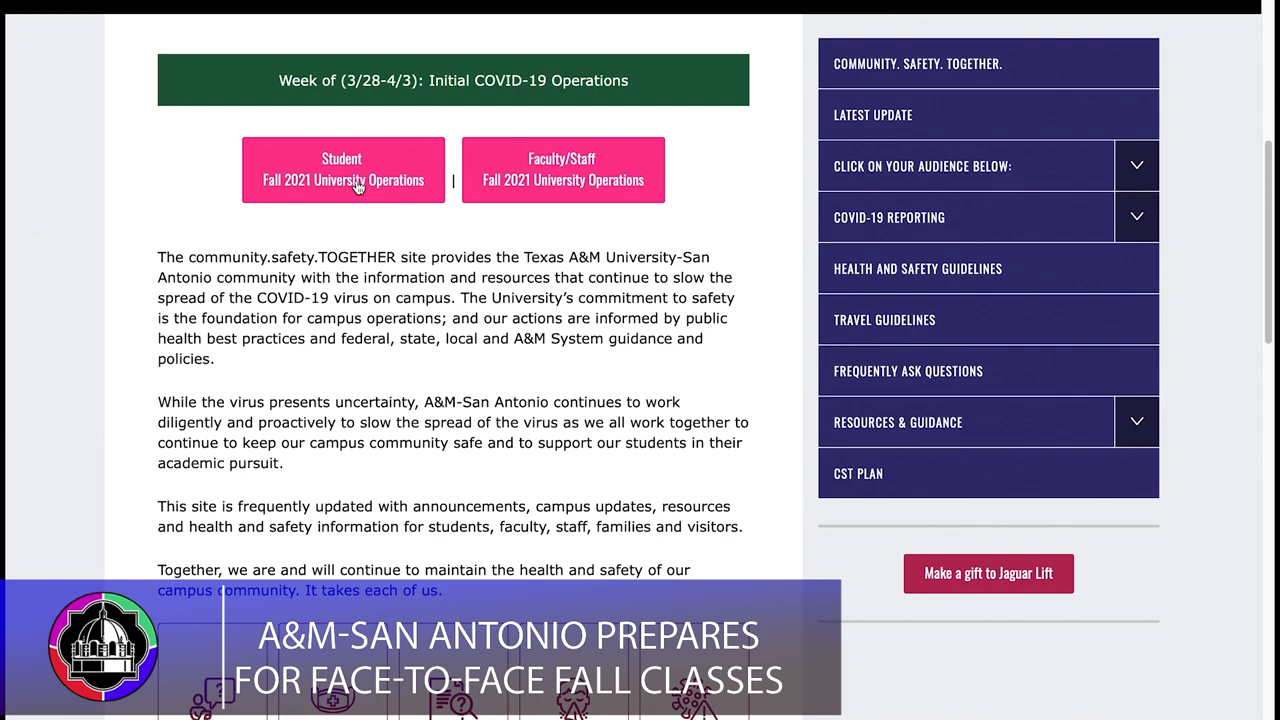 Week of (3/28-4/3): Initial COVID-19 Operations
Student
Fall 2021 University Operations
|
Faculty/Staff
Fall 2021 University Operations
The community.safety.TOGETHER site provides the Texas A&M University-San
Antonio community with the information and resources that continue to slow the
spread of the COVID-19 virus on campus. The University's commitment to safety
is the foundation for campus operations; and our actions are informed by public
health best practices and federal, state, local and A&M System guidance and
policies.
While the virus presents uncertainty, A&M-San Antonio continues to work
diligently and proactively to slow the spread of the virus as we all work together to
continue to keep our campus community safe and to support our students in their
academic pursuit.
This site is frequently updated with announcements, campus updates, resources
and health and safety information for students, faculty, staff, families and visitors.
Together, we are and will continue to maintain the health and safety of our
campus community. It takes each of us.
COMMUNITY. SAFETY. TOGETHER.
LATEST UPDATE
CLICK ON YOUR AUDIENCE BELOW:
COVID-19 REPORTING
HEALTH AND SAFETY GUIDELINES
TRAVEL GUIDELINES
FREQUENTLY ASK QUESTIONS
RESOURCES & GUIDANCE
CST PLAN
Make a gift to Jaguar Lift
A&M-SAN ANTONIO PREPARES
FOR FACE-TO-FACE FALL CLASSES